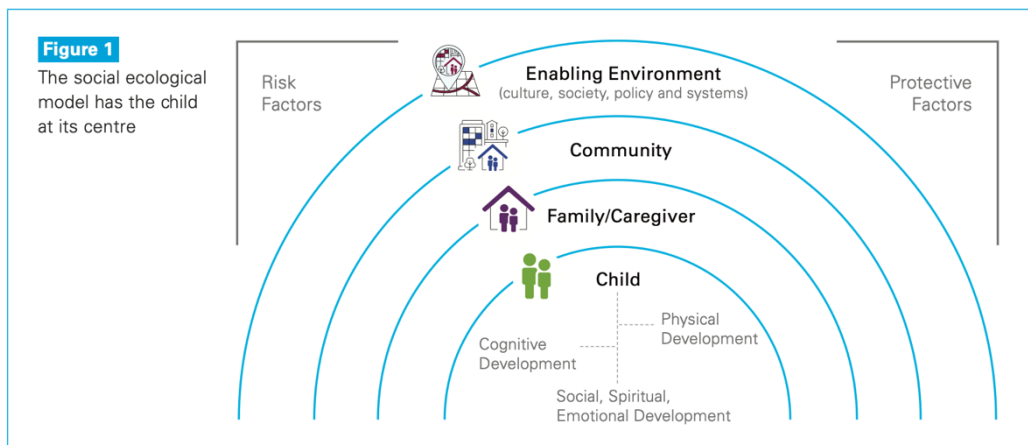 Figure 1
The social ecological
model has the child
at its centre
Risk
Factors
Enabling Environment
(culture, society, policy and systems)
Protective
Factors
Community
Family/Caregiver
Child
Physical
Development
Cognitive
Development
Social, Spiritual,
Emotional Development